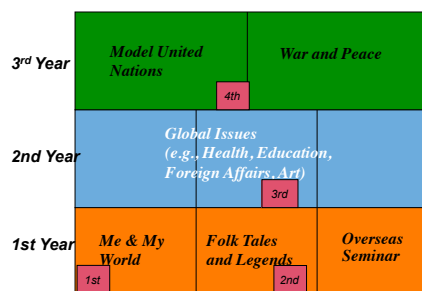 3rd Year
Model United
Nations
War and Peace
4th
2nd Year
Global Issues
(e.g., Health, Education,
Foreign Affairs, Art)
3rd
1st Year
Me & My
World
1st
Folk Tales
and Legends
2nd
Overseas
Seminar